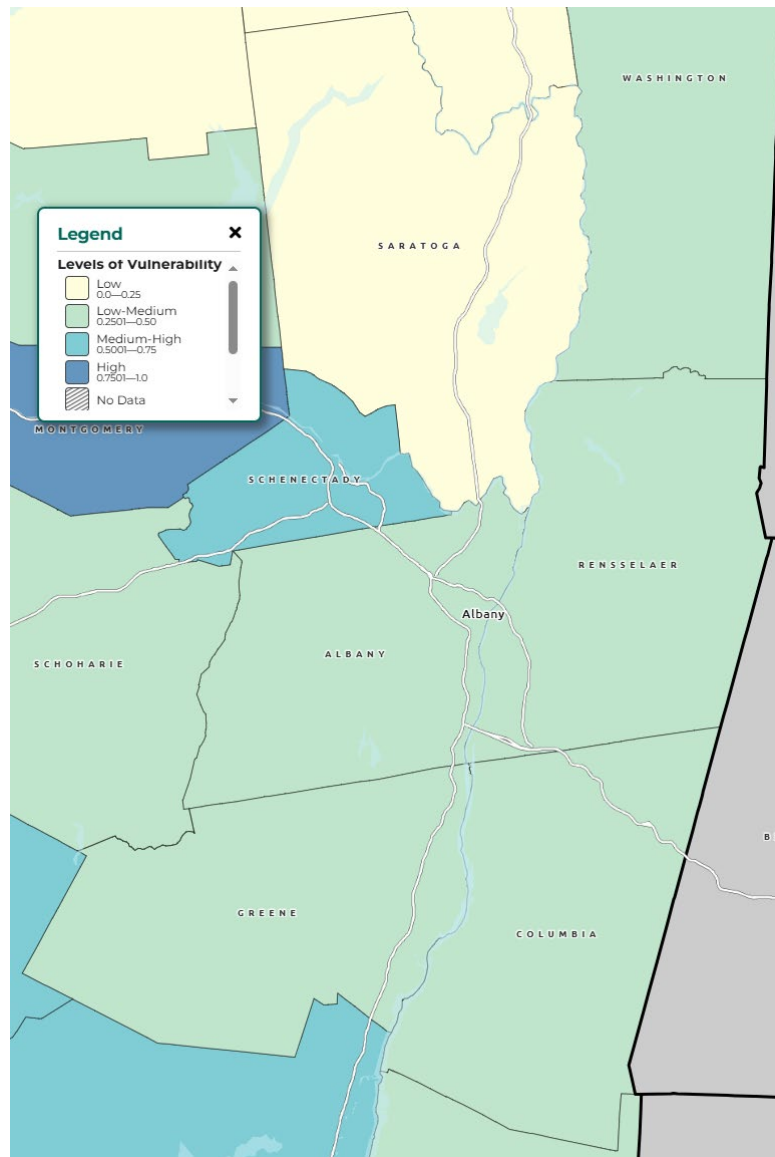 WASHINGTON
SARATOGA
Legend
Levels of Vulnerability
Low
0.0—0.25
Low-Medium
0.2501—0.50
Medium-High
0.5001—0.75
High
0.7501—1.0
No Data
MONTGOMERY
SCHENECTADY
RENSSELAER
Albany
ALBANY
SCHOHARIE
B
GREENE
COLUMBIA